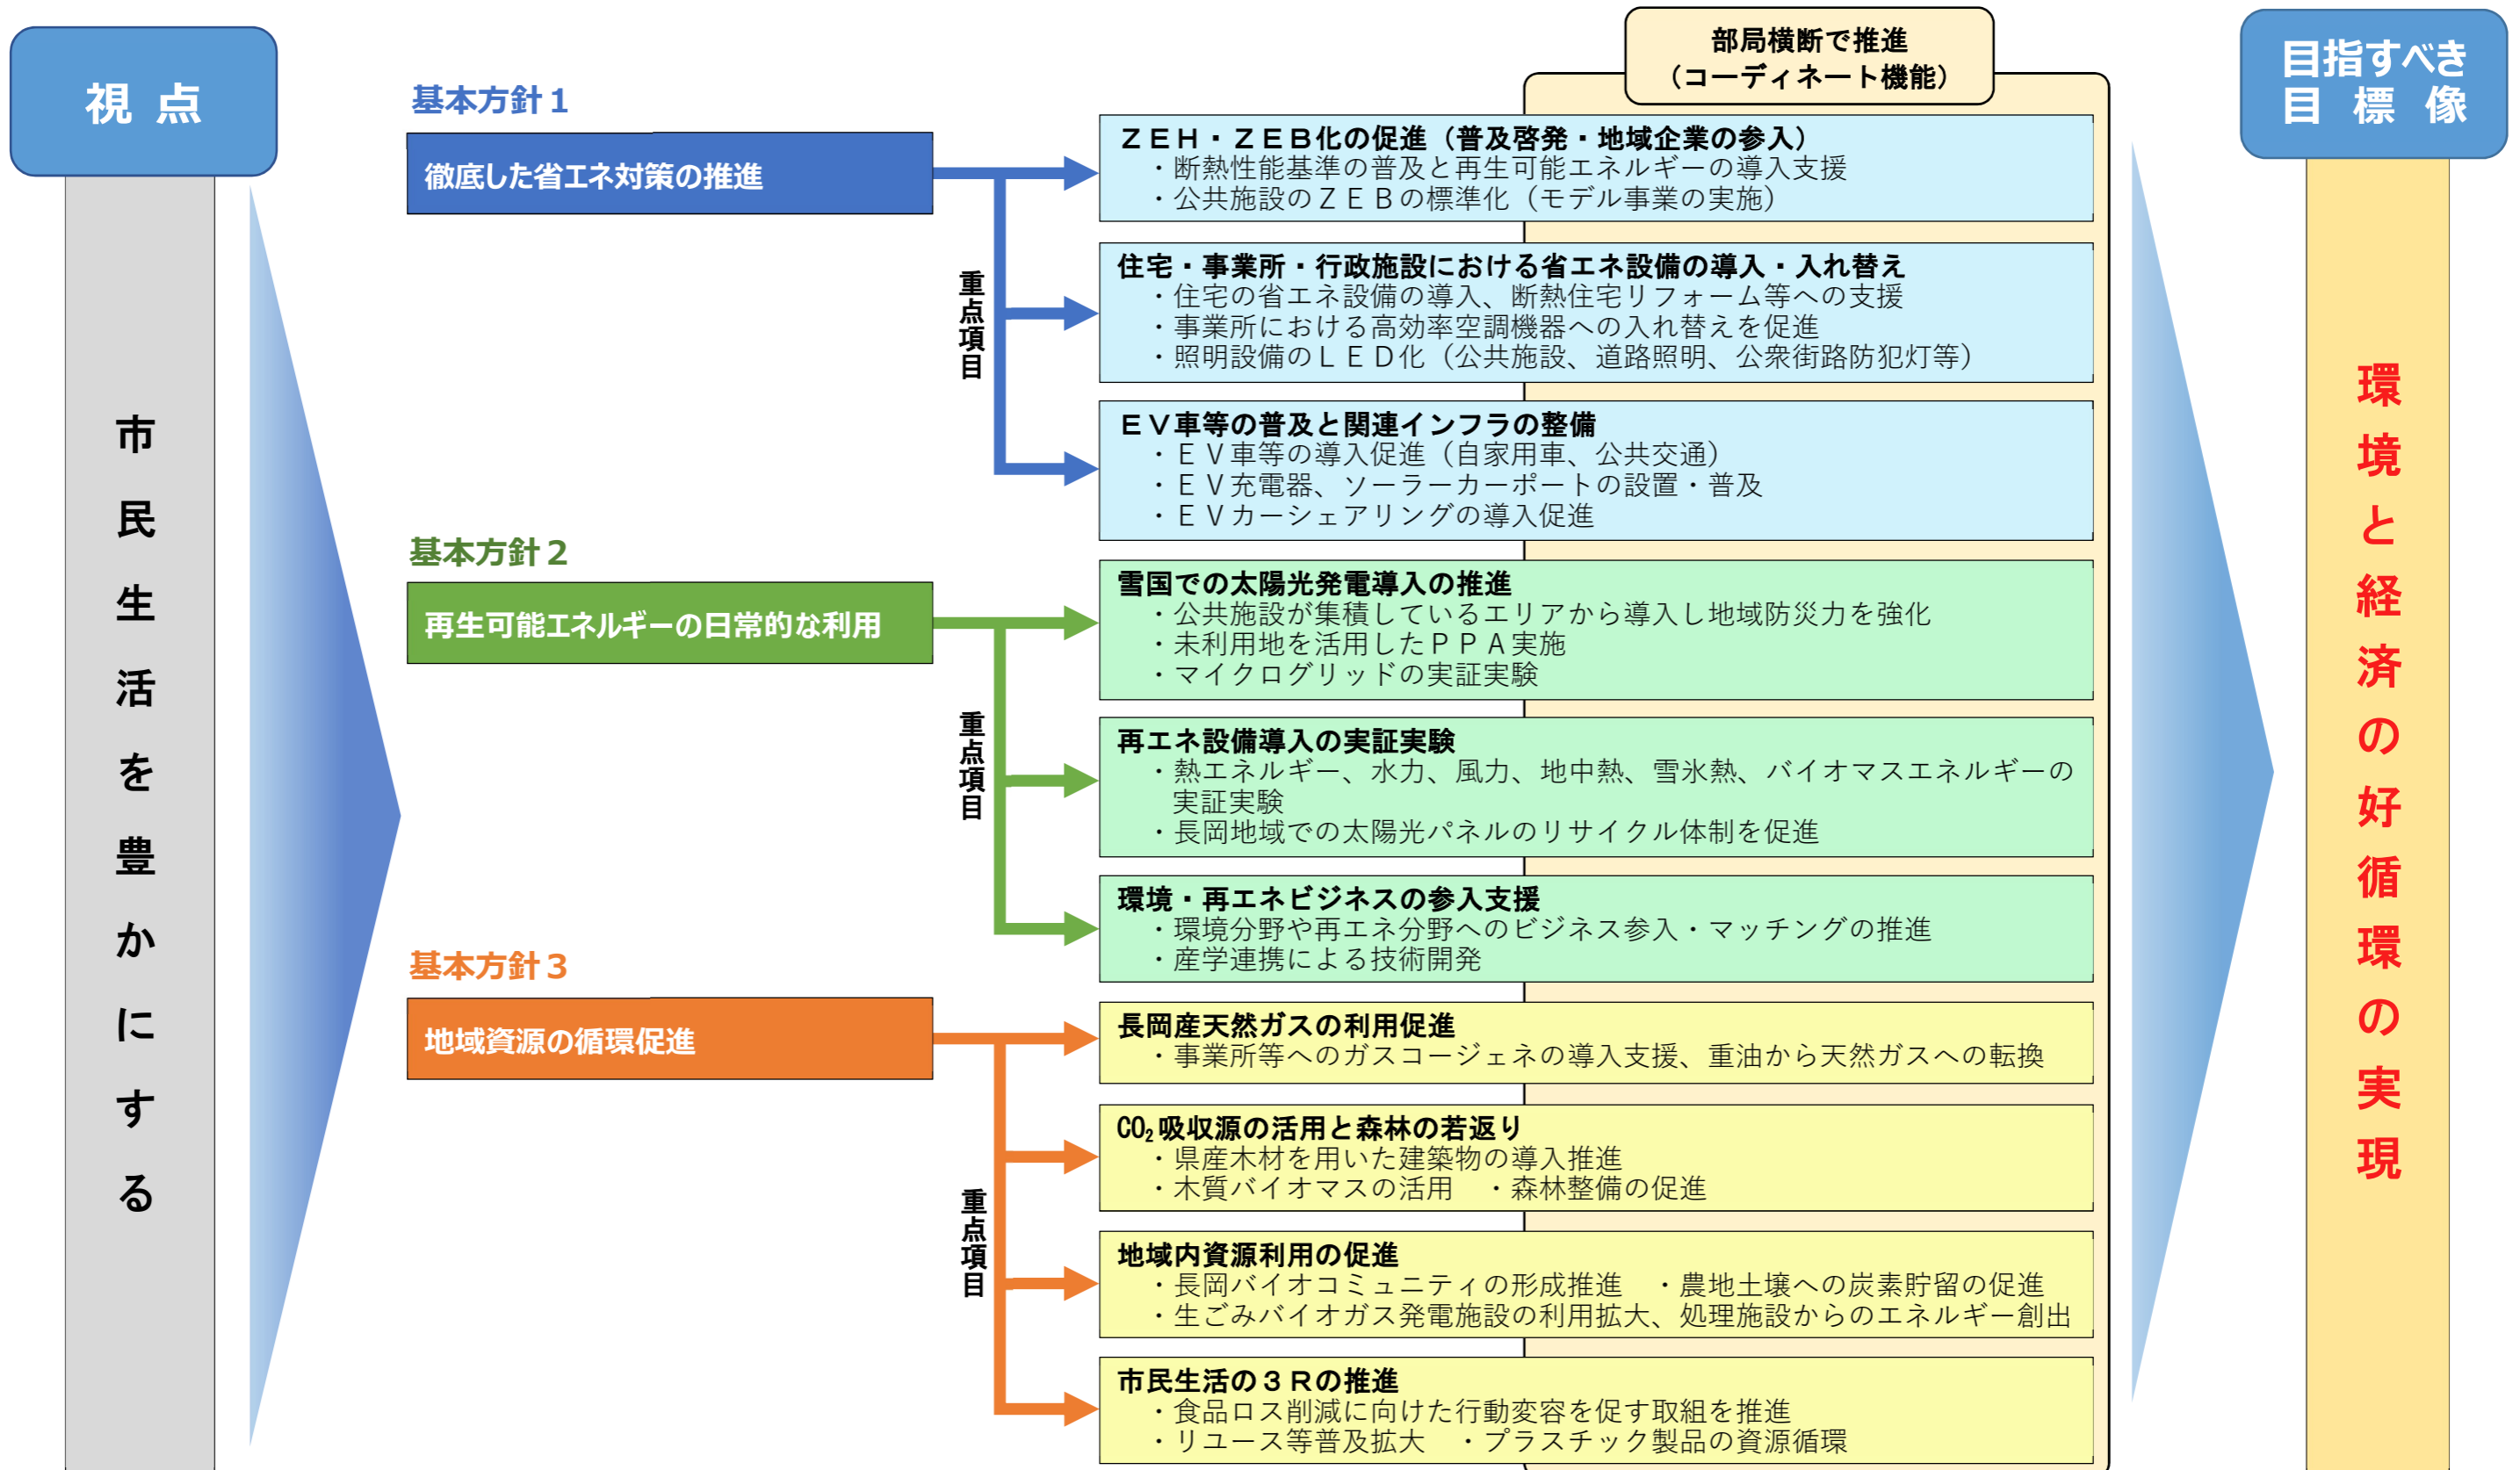 視 点
市民生活を豊かにする
基本方針１
徹底した省エネ対策の推進
重点項目
部局横断で推進
（コーディネート機能）
ＺＥＨ・ＺＥＢ化の促進（普及啓発・地域企業の参入）
・断熱性能基準の普及と再生可能エネルギーの導入支援
・公共施設のＺＥＢの標準化（モデル事業の実施）
住宅・事業所・行政施設における省エネ設備の導入・入れ替え
・住宅の省エネ設備の導入、断熱住宅リフォーム等への支援
・事業所における高効率空調機器への入れ替えを促進
・照明設備のＬＥＤ化（公共施設、道路照明、公衆街路防犯灯等）
ＥＶ車等の普及と関連インフラの整備
・ＥＶ車等の導入促進（自家用車、公共交通）
・ＥＶ充電器、ソーラーカーポートの設置・普及
・ＥＶカーシェアリングの導入促進
基本方針２
再生可能エネルギーの日常的な利用
重点項目
雪国での太陽光発電導入の推進
・公共施設が集積しているエリアから導入し地域防災力を強化
・未利用地を活用したＰＰＡ実施
・マイクログリッドの実証実験
再エネ設備導入の実証実験
・熱エネルギー、水力、風力、地中熱、雪氷熱、バイオマスエネルギーの
実証実験
・長岡地域での太陽光パネルのリサイクル体制を促進
環境・再エネビジネスの参入支援
・環境分野や再エネ分野へのビジネス参入・マッチングの推進
・産学連携による技術開発
基本方針３
地域資源の循環促進
重点項目
長岡産天然ガスの利用促進
・事業所等へのガスコージェネの導入支援、重油から天然ガスへの転換
CO₂吸収源の活用と森林の若返り
・県産木材を用いた建築物の導入推進
・木質バイオマスの活用　・森林整備の促進
地域内資源利用の促進
・長岡バイオコミュニティの形成推進　・農地土壌への炭素貯留の促進
・生ごみバイオガス発電施設の利用拡大、処理施設からのエネルギー創出
市民生活の３Ｒの推進
・食品ロス削減に向けた行動変容を促す取組を推進
・リユース等普及拡大　・プラスチック製品の資源循環
目指すべき
目 標 像
環境と経済の好循環の実現